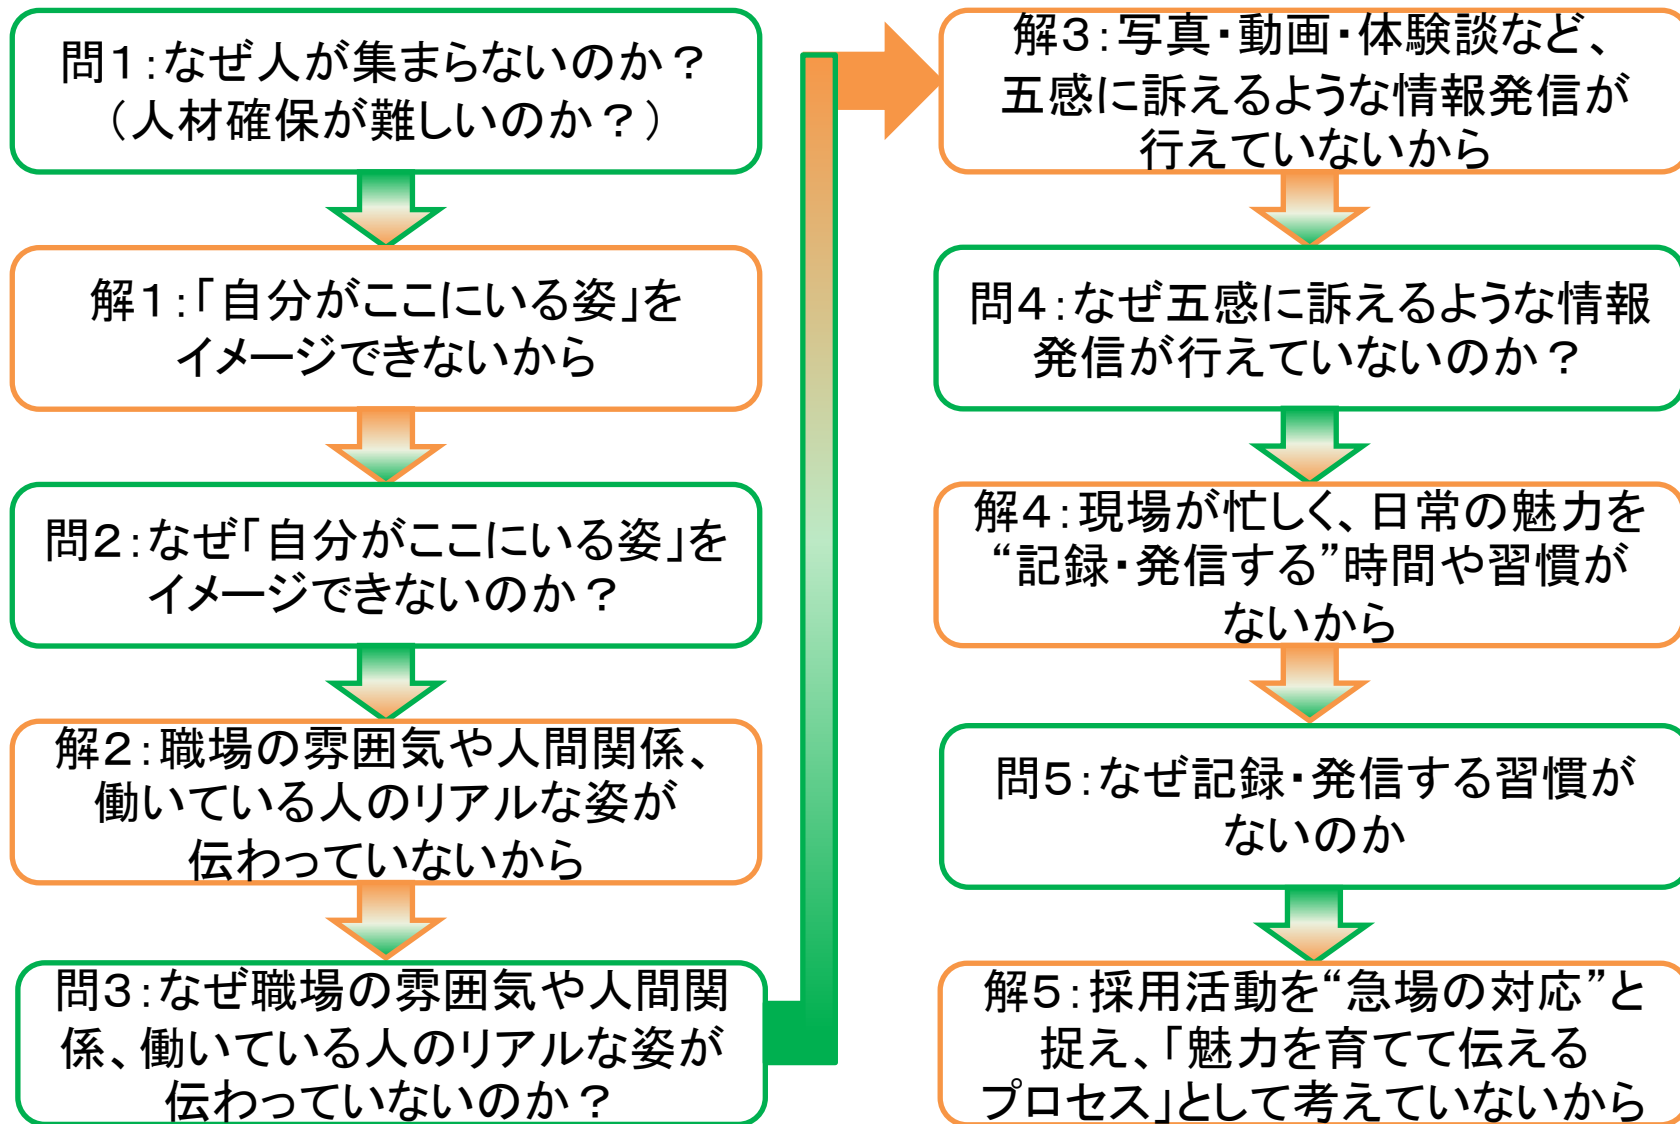 問1:なぜ人が集まらないのか?
(人材確保が難しいのか?)
解1:「自分がここにいる姿」を
イメージできないから
問2:なぜ「自分がここにいる姿」を
イメージできないのか?
解2:職場の雰囲気や人間関係、
働いている人のリアルな姿が
伝わっていないから
問3:なぜ職場の雰囲気や人間関
係、働いている人のリアルな姿が
伝わっていないのか?
解3:写真・動画・体験談など、
五感に訴えるような情報発信が
行えていないから
問4:なぜ五感に訴えるような情報
発信が行えていないのか?
解4:現場が忙しく、日常の魅力を
“記録・発信する”時間や習慣が
ないから
問5:なぜ記録・発信する習慣が
ないのか
解5:採用活動を“急場の対応”と
捉え、「魅力を育てて伝える
プロセス」として考えていないから